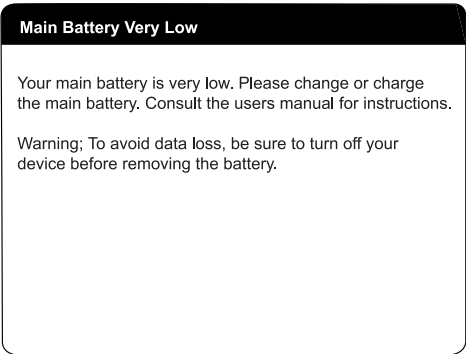 Main Battery Very Low
Your main battery is very low. Please change or charge
the main battery. Consult the users manual for instructions.
Warning; To avoid data loss, be sure to turn off your
device before removing the battery.